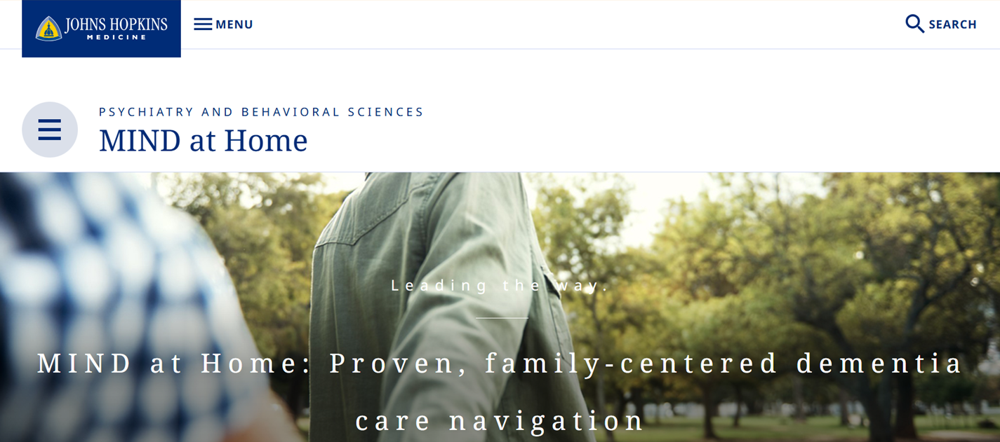 JOHNS HOPKINS
MEDICINE
MENU
SEARCH
PSYCHIATRY AND BEHAVIORAL SCIENCES
MIND at Home
Leading the way.
MIND at Home: Proven, family-centered dementia
care navigation